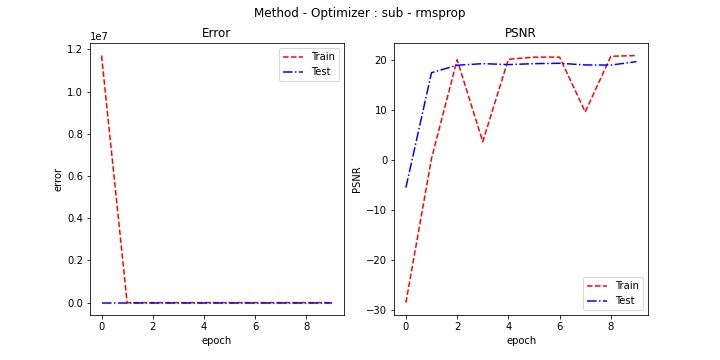 Method - Optimizer : sub - rmsprop
Error
1e7
1.2
1.0
0.8
0.6
0.4
0.2
0.0
error
0 2 4 6 8
epoch
Train
Test
PSNR
20
10
0
−10
−20
−30
PSNR
0 2 4 6 8
epoch
Train
Test